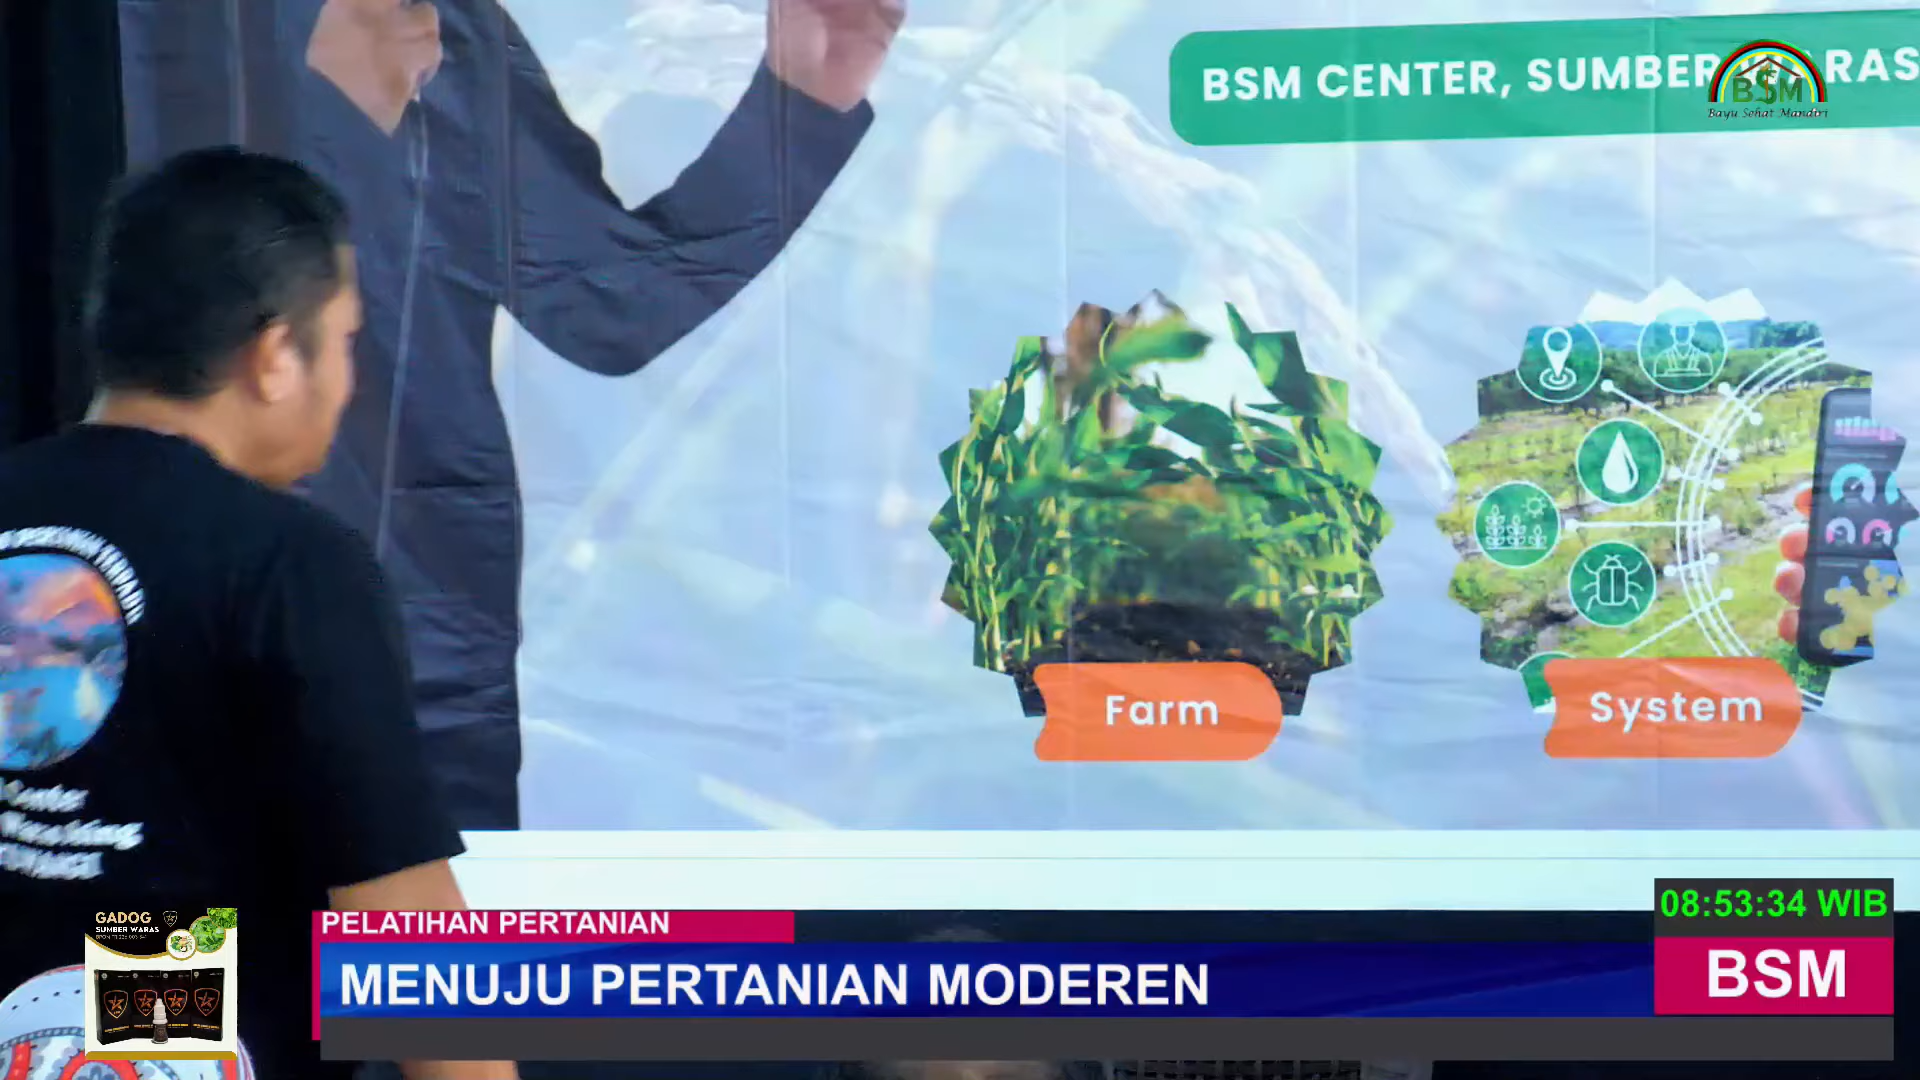 BSM CENTER, SUMBER WARAS
BSM
Bayu Sehat Mandiri
Farm
System
GADOG
SUMBER WARAS
PELATIHAN PERTANIAN
MENUJU PERTANIAN MODEREN
08:53:34 WIB
BSM